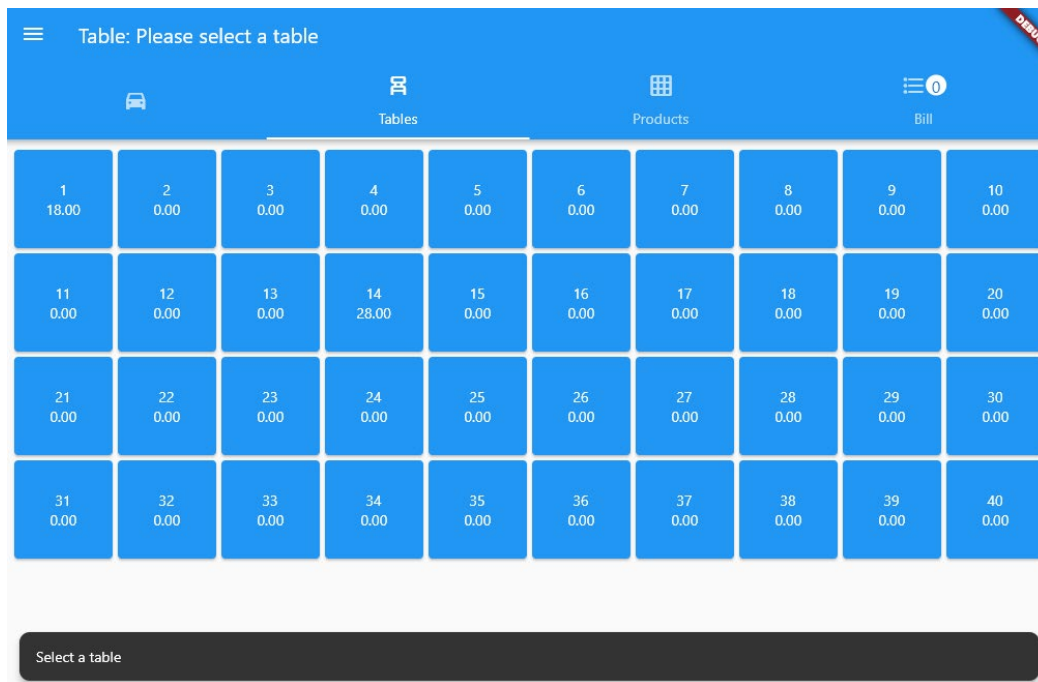 Table: Please select a table
DEBUG
Tables
Products
0
Bill
1 2 3 4 5 6 7 8 9 10
18.00 0.00 0.00 0.00 0.00 0.00 0.00 0.00 0.00 0.00
11 12 13 14 15 16 17 18 19 20
0.00 0.00 0.00 28.00 0.00 0.00 0.00 0.00 0.00 0.00
21 22 23 24 25 26 27 28 29 30
0.00 0.00 0.00 0.00 0.00 0.00 0.00 0.00 0.00 0.00
31 32 33 34 35 36 37 38 39 40
0.00 0.00 0.00 0.00 0.00 0.00 0.00 0.00 0.00 0.00
Select a table